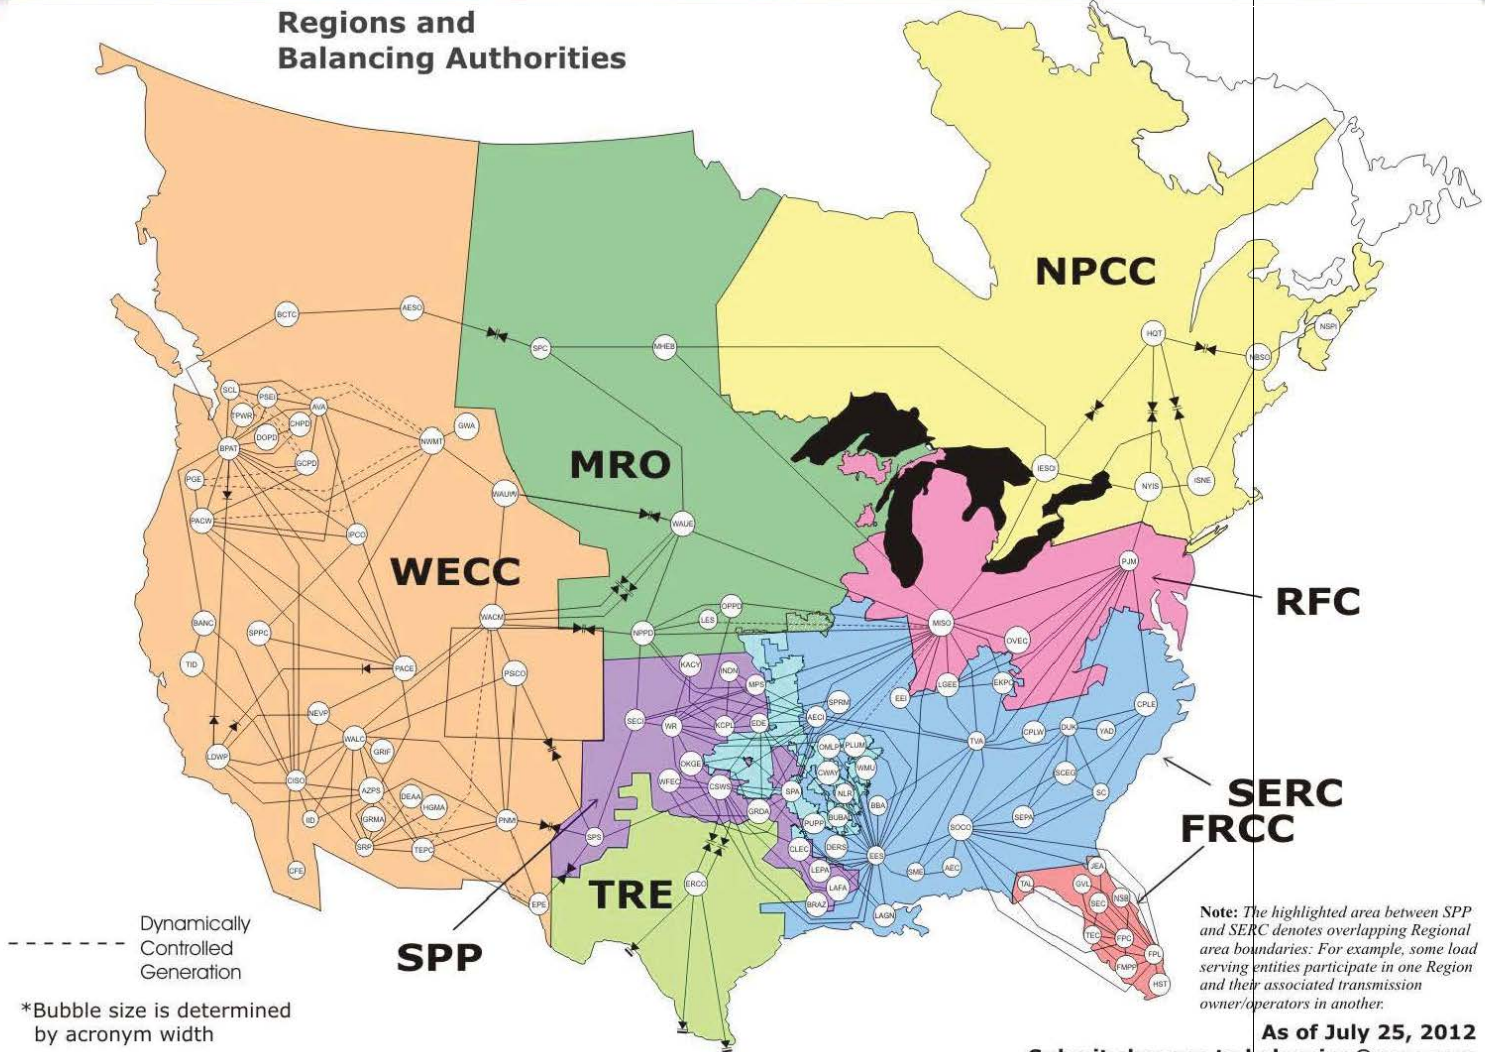 Regions and
Balancing Authorities
NPCC
MRO
WECC
RFC
SERC
FRCC
TRE
SPP
BCTC
AESO
SPC
MHEB
HQT
NBSO
NSPI
SCL
PSEI
AVA
TPWR
CHPD
DOPD
GCPD
BPAT
NWMT
GWA
PGE
WAUW
PACW
IPCO
WAUE
IESO
NYIS
ISNE
PJM
BANC
SPPC
WACM
NPPD
LES
OPPD
MISO
OVEC
TID
PACE
PSCO
KACY
INDN
MPS
EEI
LGEE
EKPC
NEVP
SECI
WR
KCPL
EDE
AECI
SPRM
CPLE
LDWP
WALC
GRIF
TVA
CPLW
DUK
YAD
OMLP
PLUM
CISO
AZPS
DEAA
HGMA
OKGE
WFEC
CSWS
SPA
CWAY
WMU
NLR
BBA
SCEG
SC
IID
GRMA
PNM
GRDA
PUPP
BUBA
SOCO
SEPA
SRP
TEPC
SPS
CLEC
DERS
EES
SME
AEC
CFE
EPE
ERCO
LEPA
LAFA
BRAZ
LAGN
JEA
TAL
GVL
SEC
NSB
TEC
FPC
FPL
FMPP
HST
Dynamically
Controlled
Generation
*Bubble size is determined
by acronym width
Note: The highlighted area between SPP
and SERC denotes overlapping Regional
area boundaries: For example, some load
serving entities participate in one Region
and their associated transmission
owner/operators in another.
As of July 25, 2012